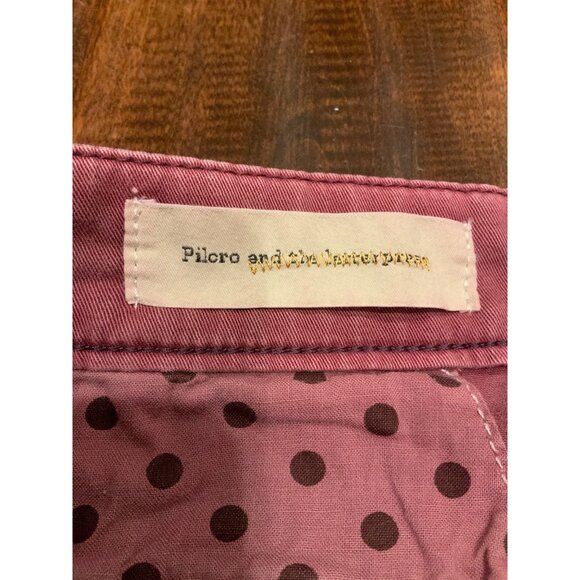 Pilcro and the letterpress